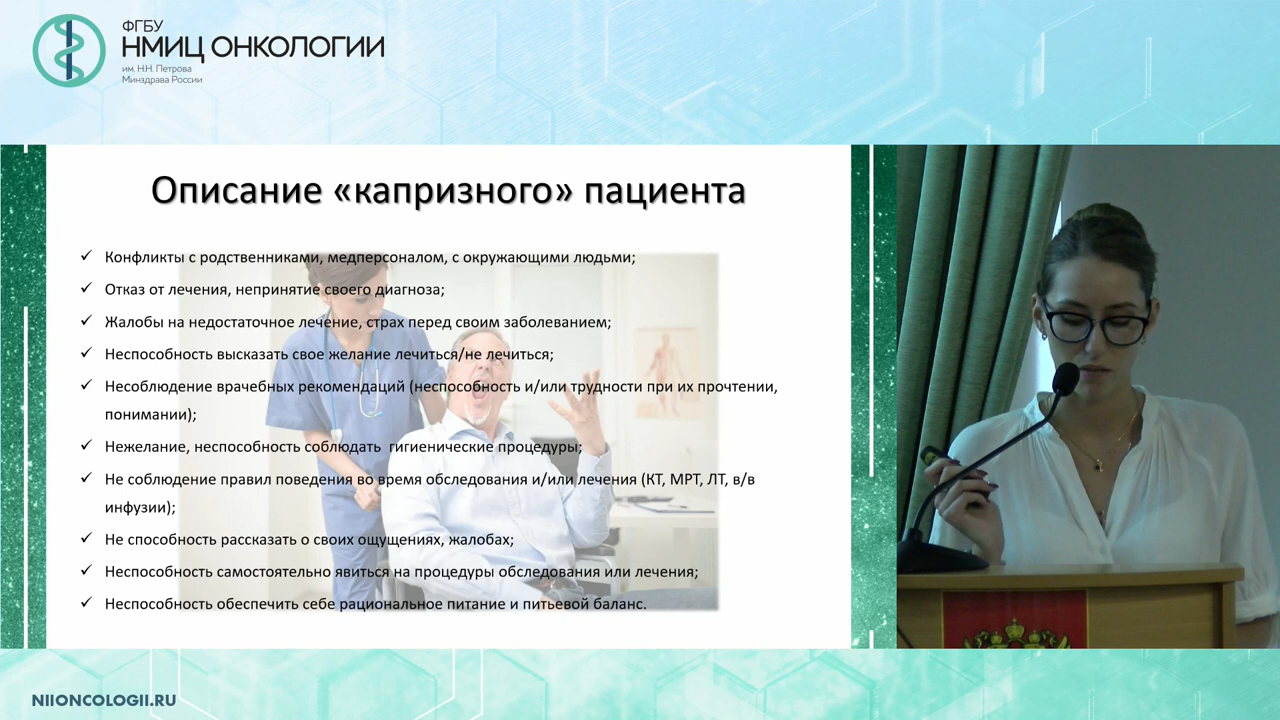 ФГБУ
НМИЦ ОНКОЛОГИИ
им. Н.Н. Петрова
Минздрава России
Описание «капризного» пациента
Конфликты с родственниками, медперсоналом, с окружающими людьми;
Отказ от лечения, непринятие своего диагноза;
Жалобы на недостаточное лечение, страх перед своим заболеванием;
Неспособность высказать свое желание лечиться/не лечиться;
Несоблюдение врачебных рекомендаций (неспособность и/или трудности при их прочтении,
понимании);
Нежелание, неспособность соблюдать гигиенические процедуры;
Не соблюдение правил поведения во время обследования и/или лечения (КТ, МРТ, ЛТ, в/в
инфузии);
Не способность рассказать о своих ощущениях, жалобах;
Неспособность самостоятельно явиться на процедуры обследования или лечения;
Неспособность обеспечить себе рациональное питание и питьевой баланс.
NIIONCOLOGII.RU